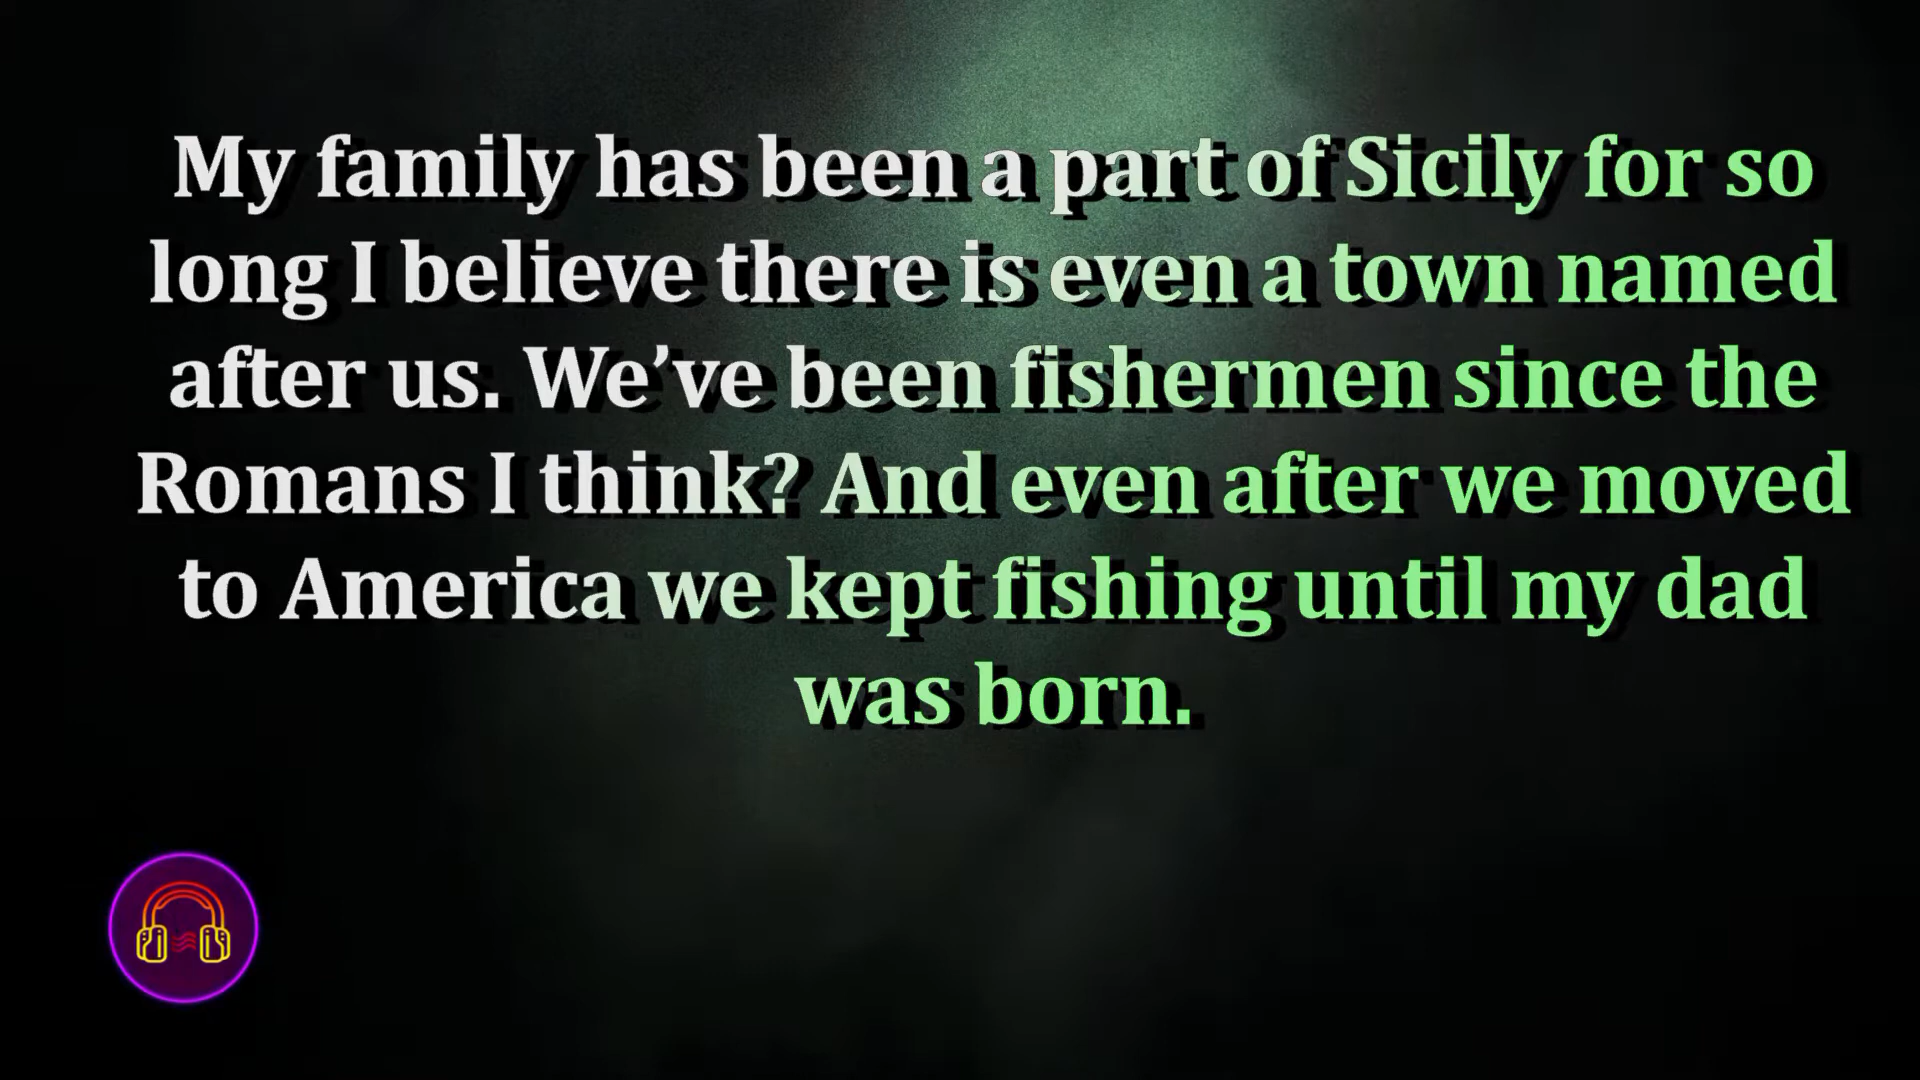 My family has been a part of Sicily for so
long I believe there is even a town named
after us. We’ve been fishermen since the
Romans I think? And even after we moved
to America we kept fishing until my dad
was born.